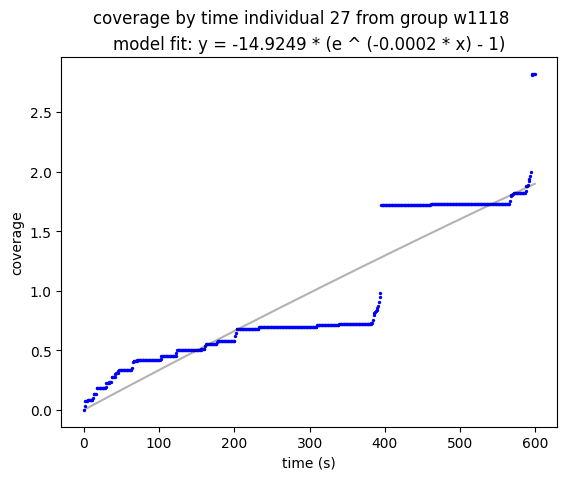 coverage by time individual 27 from group w1118
model fit: y = -14.9249 * (e ^ (-0.0002 * x) - 1)
2.5
2.0
1.5
1.0
0.5
0.0
coverage
0 100 200 300 400 500 600
time (s)